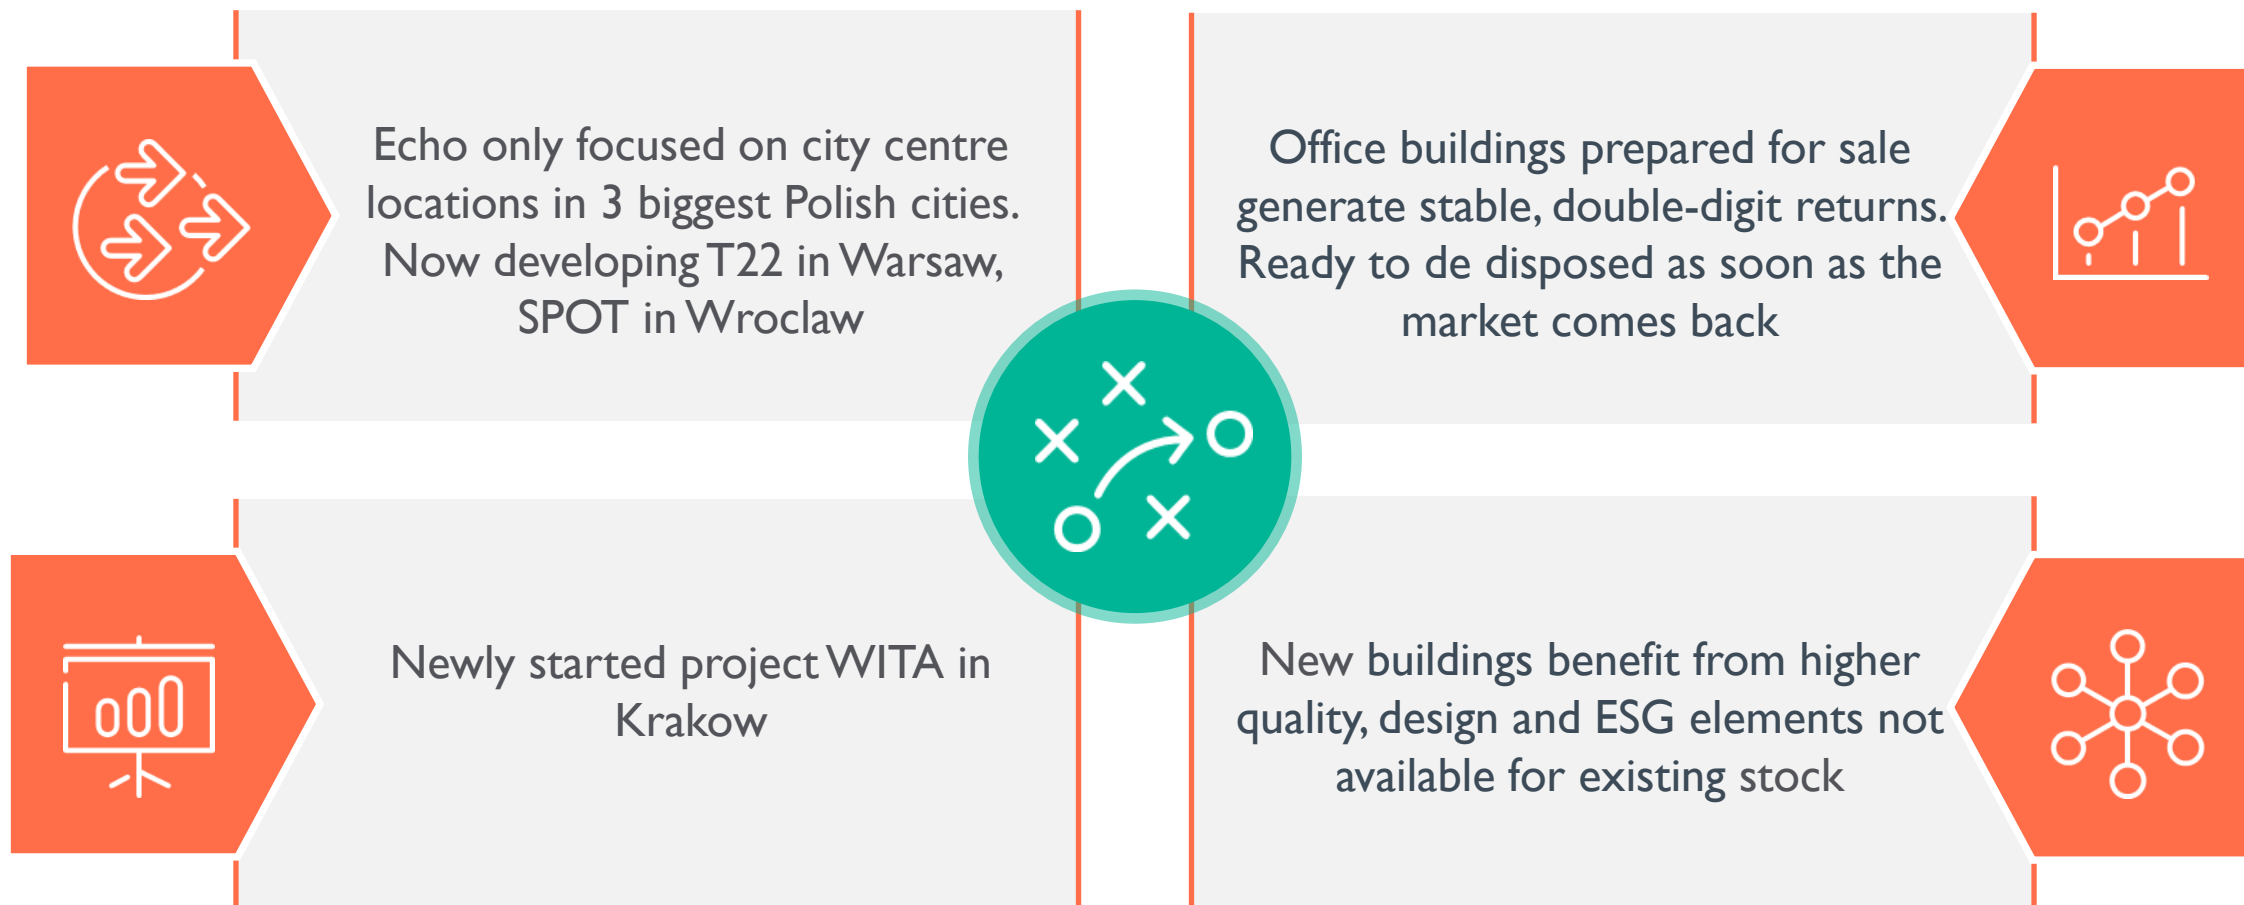 Echo only focused on city centre
locations in 3 biggest Polish cities.
Now developing T22 in Warsaw,
SPOT in Wroclaw
Office buildings prepared for sale
generate stable, double-digit returns.
Ready to de disposed as soon as the
market comes back
Newly started project WITA in
Krakow
New buildings benefit from higher
quality, design and ESG elements not
available for existing stock